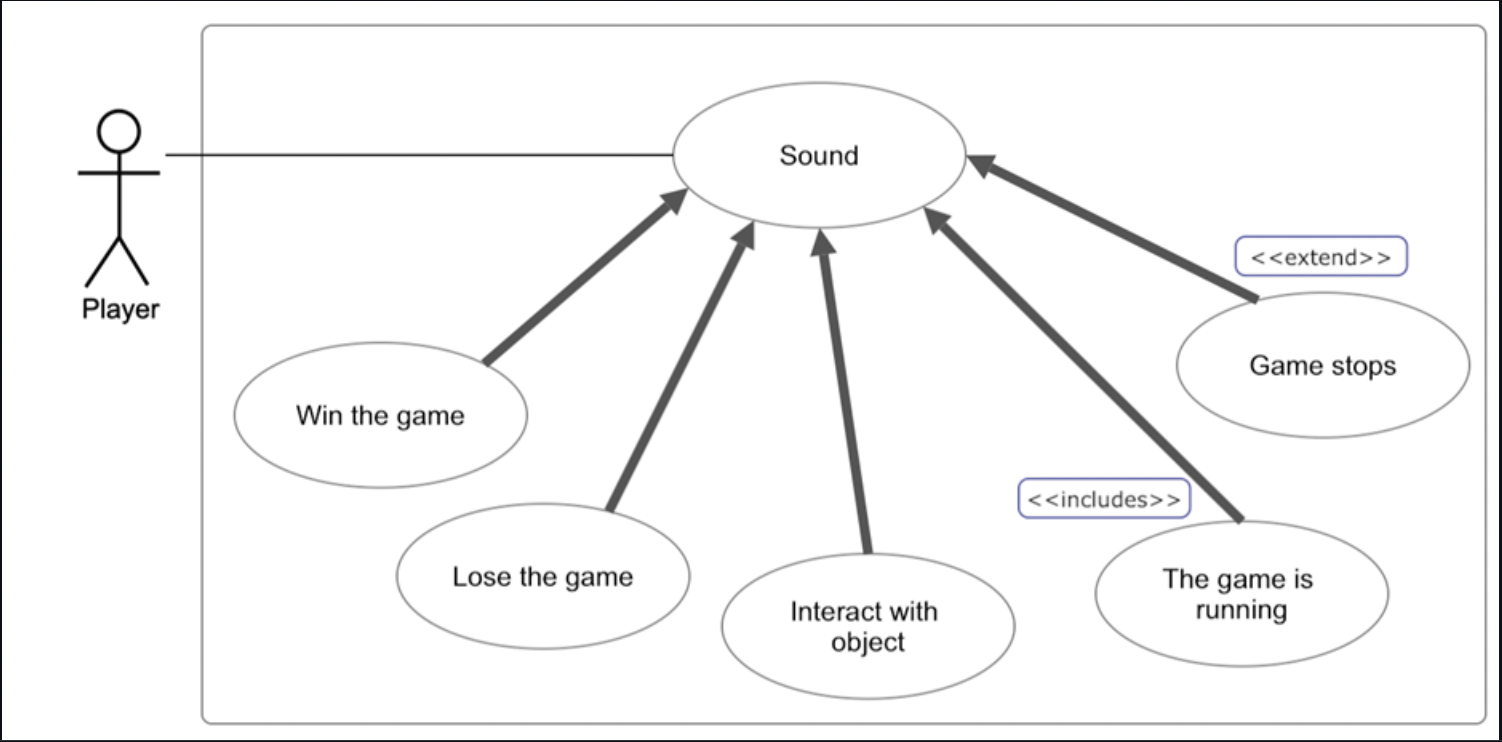 Sound
<<extend>>
Player
Game stops
Win the game
<<includes>>
Lose the game
The game is
running
Interact with
object